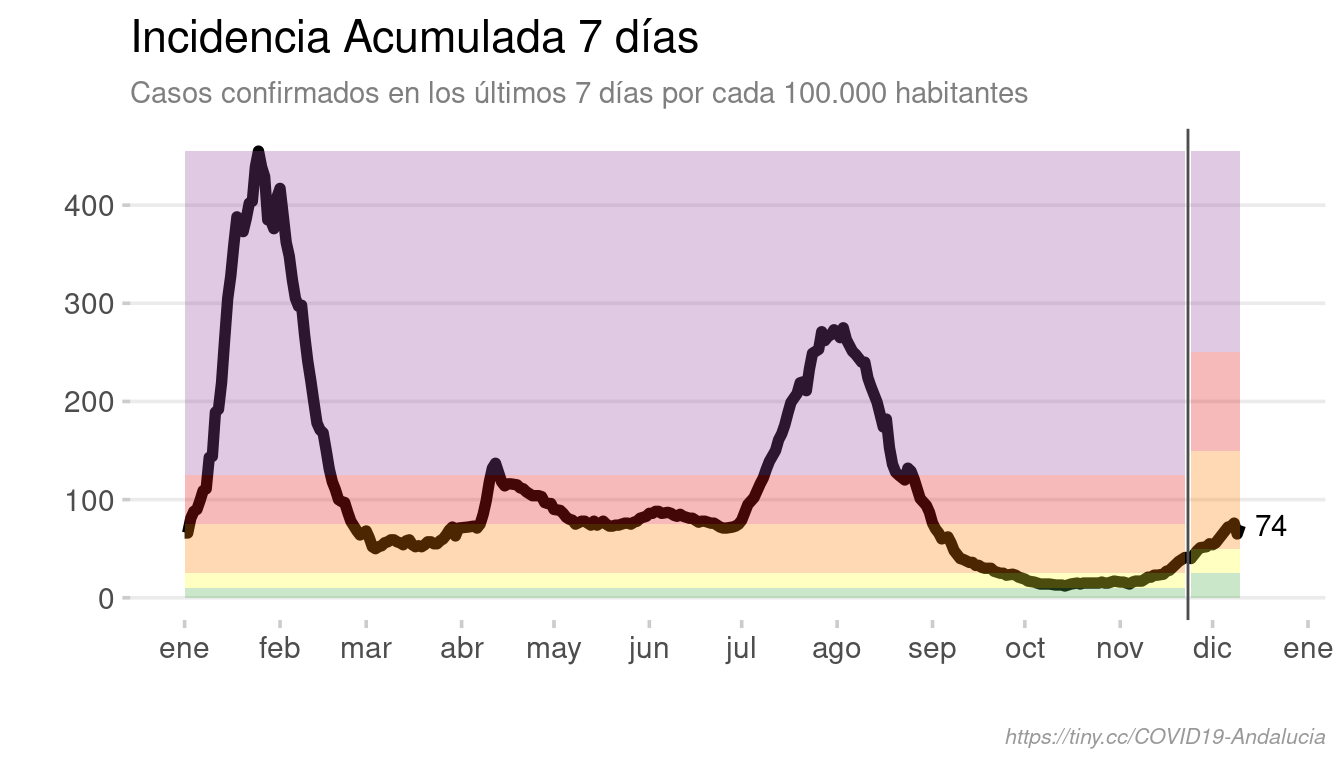 Incidencia Acumulada 7 días
Casos confirmados en los últimos 7 días por cada 100.000 habitantes
400
300
200
100
0
74
ene feb mar abr may jun jul ago sep oct nov dic ene
https://tiny.cc/COVID19-Andalucia